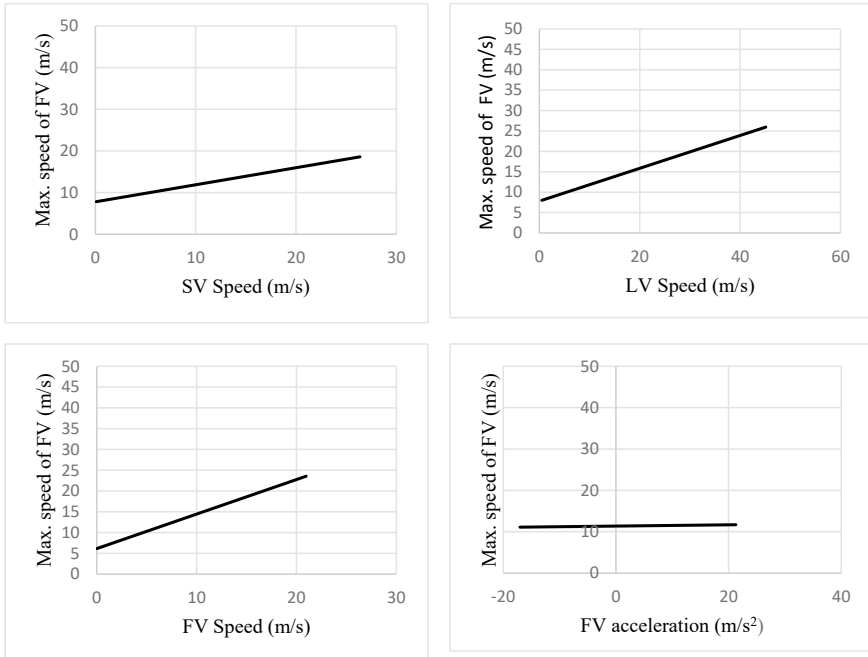 Max. speed of FV (m/s)
50
40
30
20
10
0
0 10 20 30
SV Speed (m/s)
Max. speed of FV (m/s)
50
45
40
35
30
25
20
15
10
5
0
0 20 40 60
LV Speed (m/s)
Max. speed of FV (m/s)
50
45
40
35
30
25
20
15
10
5
0
0 10 20 30
FV Speed (m/s)
Max. speed of FV (m/s)
50
40
30
20
10
0
-20 0 20 40
FV acceleration (m/s²)